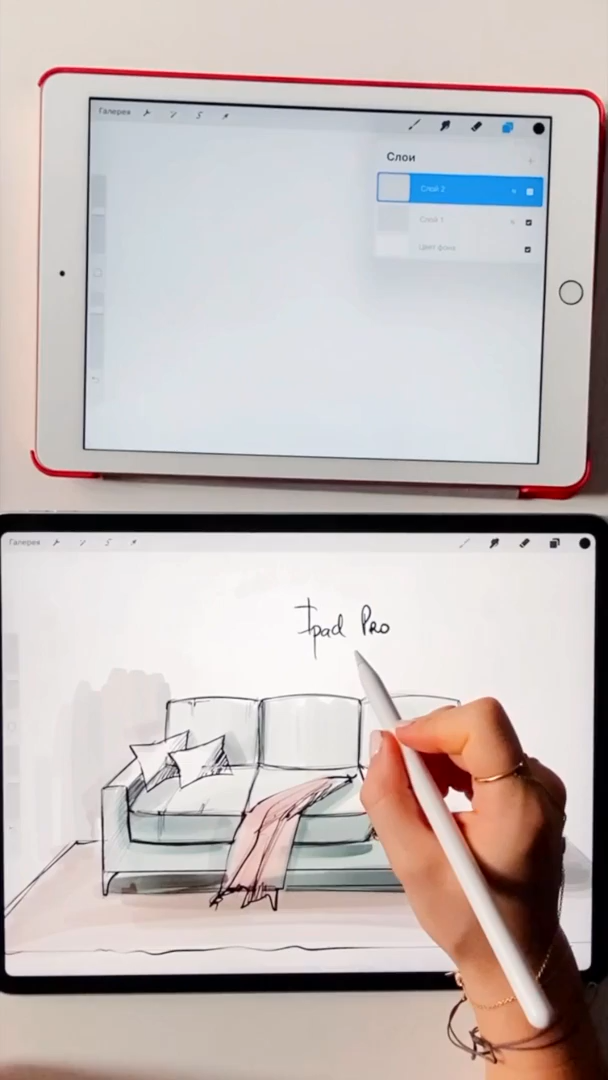 Галерея
Слои
Слой 2
Слой 1
Цвет фона
Галерея
Ipad Pro